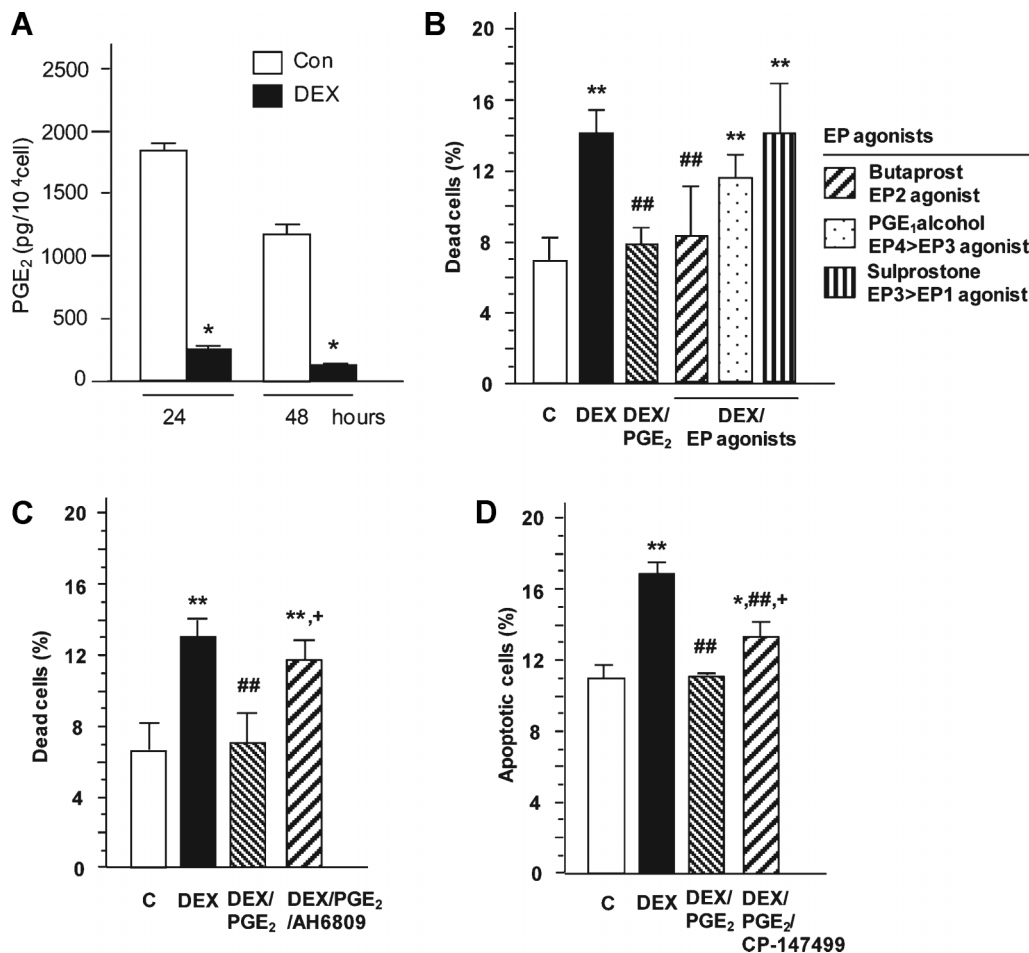 A
PGE₂ (pg/10⁴cell)
2500
2000
1500
1000
500
0
Con
DEX
*
*
24
48
hours
B
Dead cells (%)
20
16
12
8
4
0
**
##
##
**
**
C
DEX
DEX/
PGE₂
DEX/
EP agonists
EP agonists
Butaprost
EP2 agonist
PGE₁alcohol
EP4>EP3 agonist
Sulprostone
EP3>EP1 agonist
C
Dead cells (%)
20
16
12
8
4
0
**
##
**,+
C
DEX
DEX/
PGE₂
DEX/PGE₂
/AH6809
D
Apoptotic cells (%)
20
16
12
8
4
0
**
##
*,##,+
C
DEX
DEX/
PGE₂
DEX/
PGE₂/
CP-147499